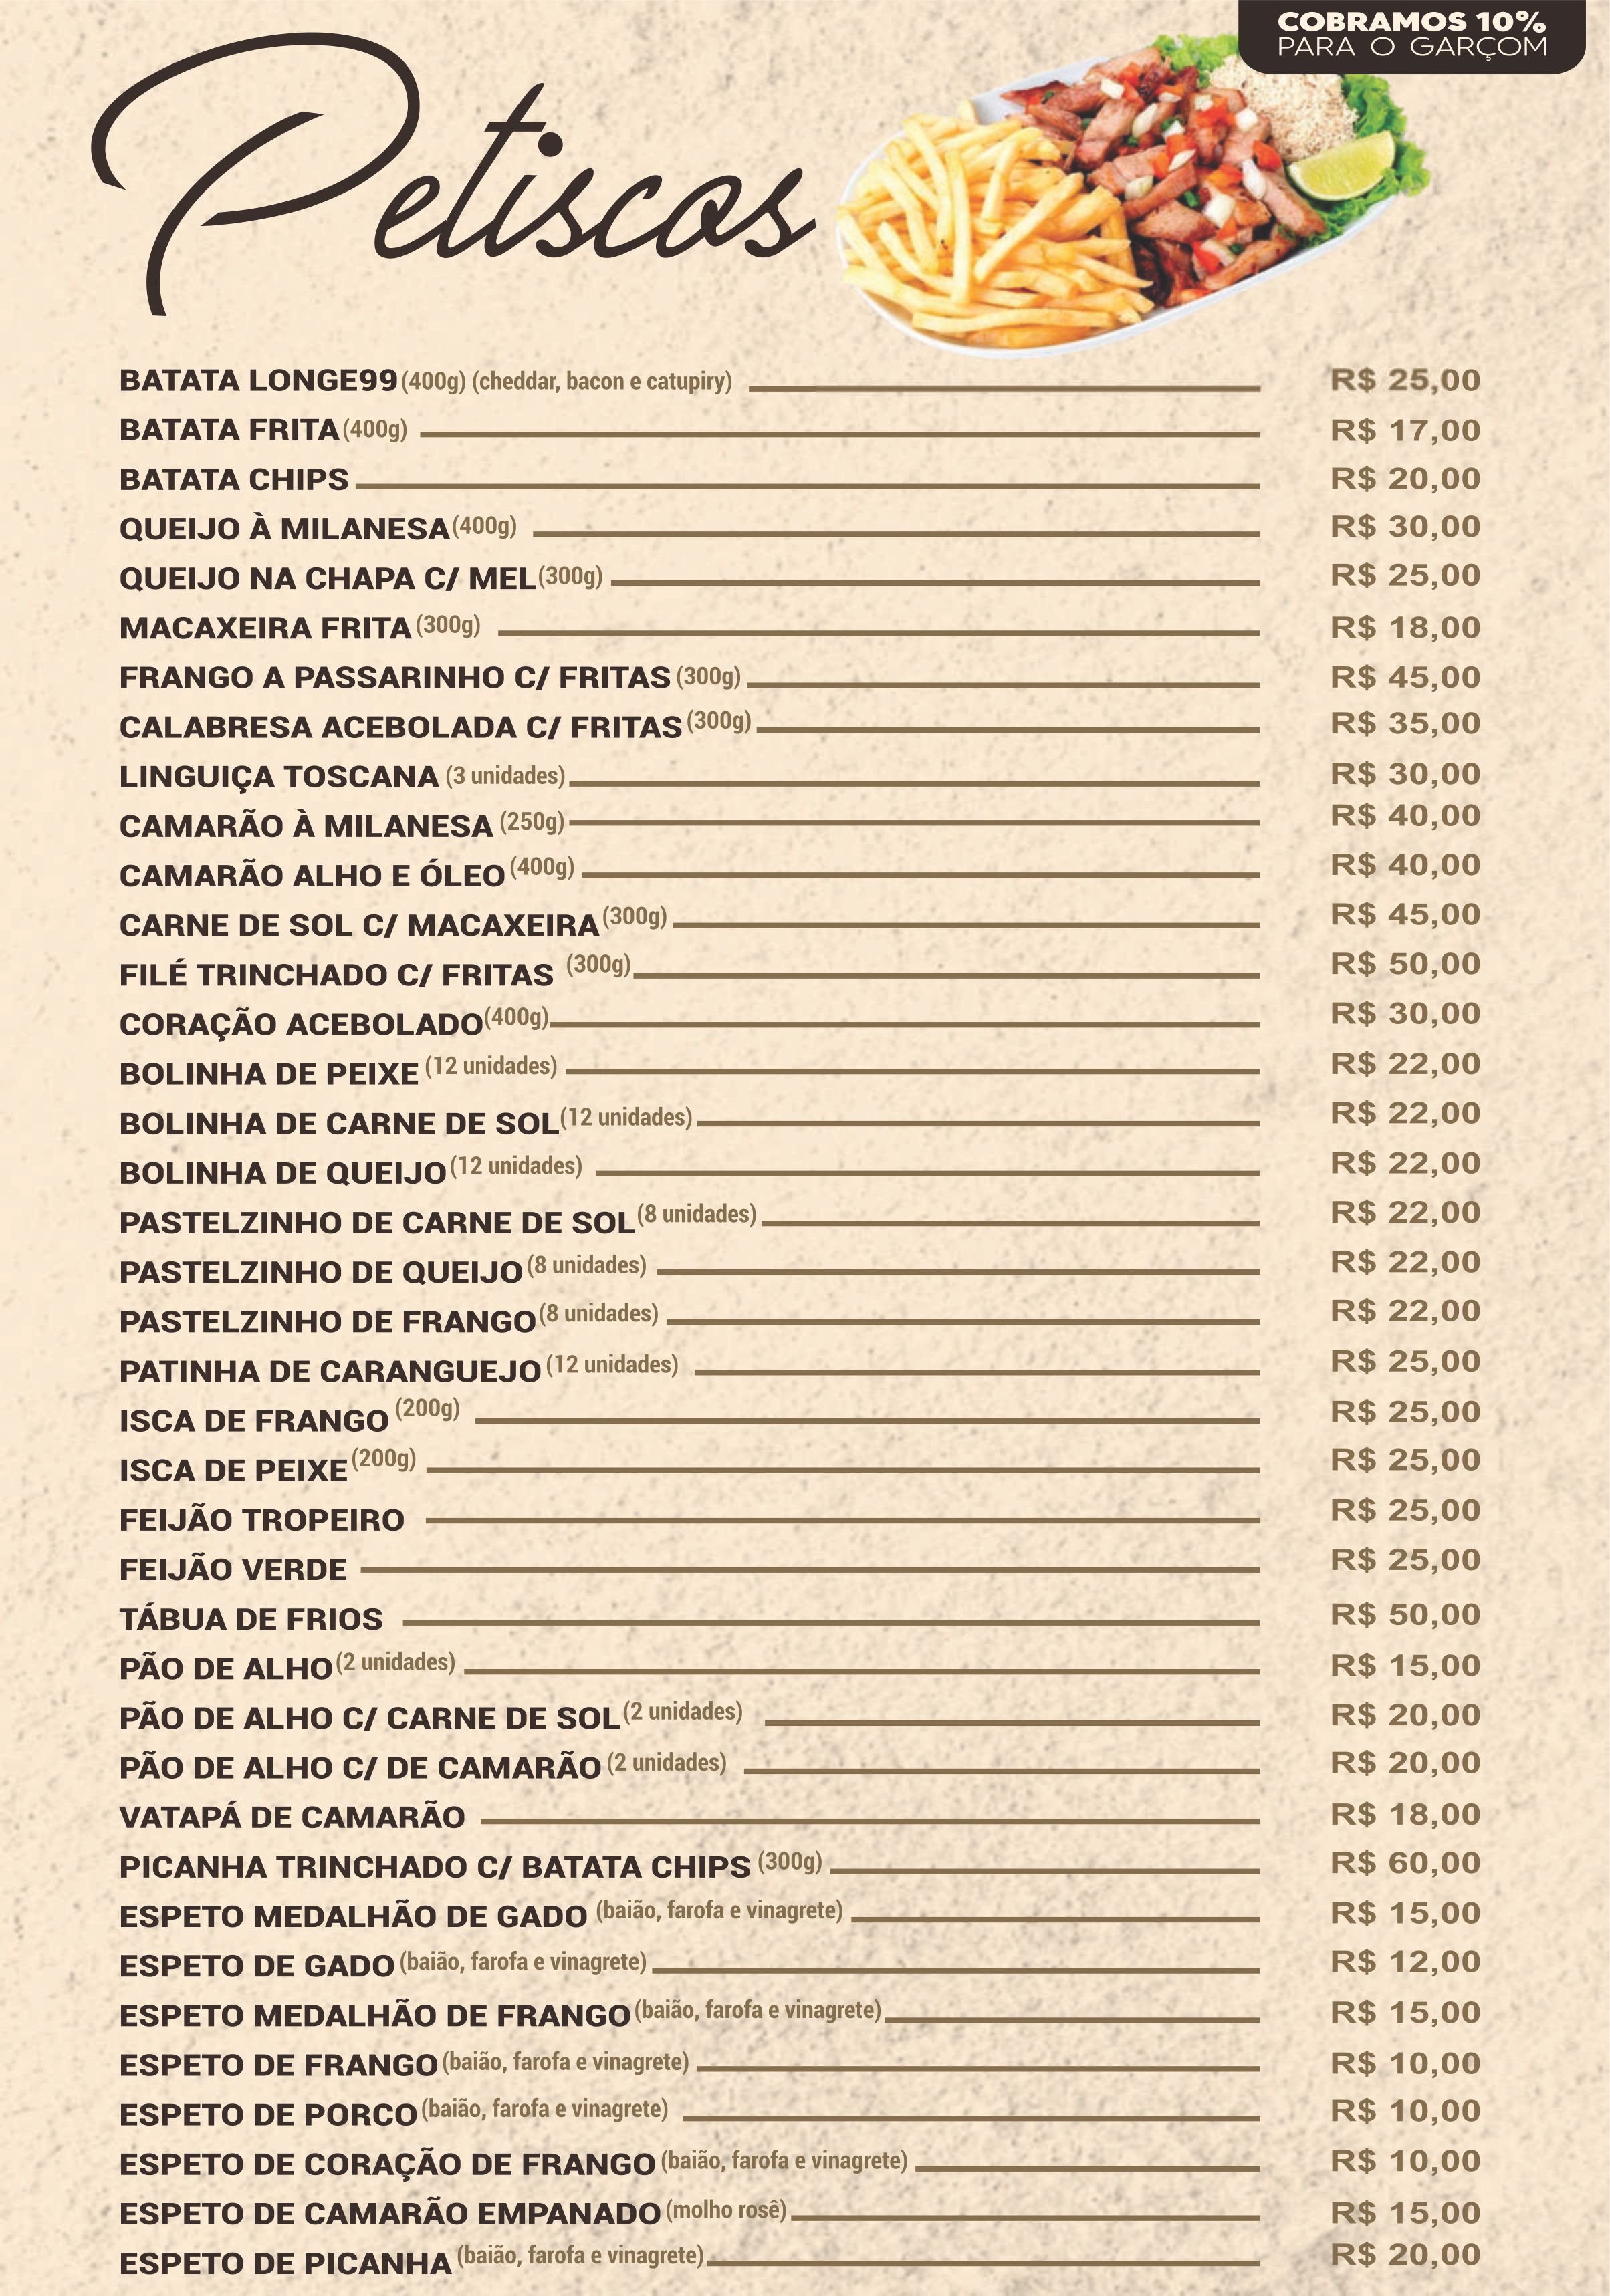 COBRAMOS 10%
PARA O GARÇOM
Petiscos
BATATA LONGE99 (400g) (cheddar, bacon e catupiry) R$ 25,00
BATATA FRITA (400g) R$ 17,00
BATATA CHIPS R$ 20,00
QUEIJO À MILANESA (400g) R$ 30,00
QUEIJO NA CHAPA C/ MEL (300g) R$ 25,00
MACAXEIRA FRITA (300g) R$ 18,00
FRANGO A PASSARINHO C/ FRITAS (300g) R$ 45,00
CALABRESA ACEBOLADA C/ FRITAS (300g) R$ 35,00
LINGUIÇA TOSCANA (3 unidades) R$ 30,00
CAMARÃO À MILANESA (250g) R$ 40,00
CAMARÃO ALHO E ÓLEO (400g) R$ 40,00
CARNE DE SOL C/ MACAXEIRA (300g) R$ 45,00
FILÉ TRINCHADO C/ FRITAS (300g) R$ 50,00
CORAÇÃO ACEBOLADO (400g) R$ 30,00
BOLINHA DE PEIXE (12 unidades) R$ 22,00
BOLINHA DE CARNE DE SOL (12 unidades) R$ 22,00
BOLINHA DE QUEIJO (12 unidades) R$ 22,00
PASTELZINHO DE CARNE DE SOL (8 unidades) R$ 22,00
PASTELZINHO DE QUEIJO (8 unidades) R$ 22,00
PASTELZINHO DE FRANGO (8 unidades) R$ 22,00
PATINHA DE CARANGUEJO (12 unidades) R$ 25,00
ISCA DE FRANGO (200g) R$ 25,00
ISCA DE PEIXE (200g) R$ 25,00
FEIJÃO TROPEIRO R$ 25,00
FEIJÃO VERDE R$ 25,00
TÁBUA DE FRIOS R$ 50,00
PÃO DE ALHO (2 unidades) R$ 15,00
PÃO DE ALHO C/ CARNE DE SOL (2 unidades) R$ 20,00
PÃO DE ALHO C/ DE CAMARÃO (2 unidades) R$ 20,00
VATAPÁ DE CAMARÃO R$ 18,00
PICANHA TRINCHADO C/ BATATA CHIPS (300g) R$ 60,00
ESPETO MEDALHÃO DE GADO (baião, farofa e vinagrete) R$ 15,00
ESPETO DE GADO (baião, farofa e vinagrete) R$ 12,00
ESPETO MEDALHÃO DE FRANGO (baião, farofa e vinagrete) R$ 15,00
ESPETO DE FRANGO (baião, farofa e vinagrete) R$ 10,00
ESPETO DE PORCO (baião, farofa e vinagrete) R$ 10,00
ESPETO DE CORAÇÃO DE FRANGO (baião, farofa e vinagrete) R$ 10,00
ESPETO DE CAMARÃO EMPANADO (molho rosê) R$ 15,00
ESPETO DE PICANHA (baião, farofa e vinagrete) R$ 20,00